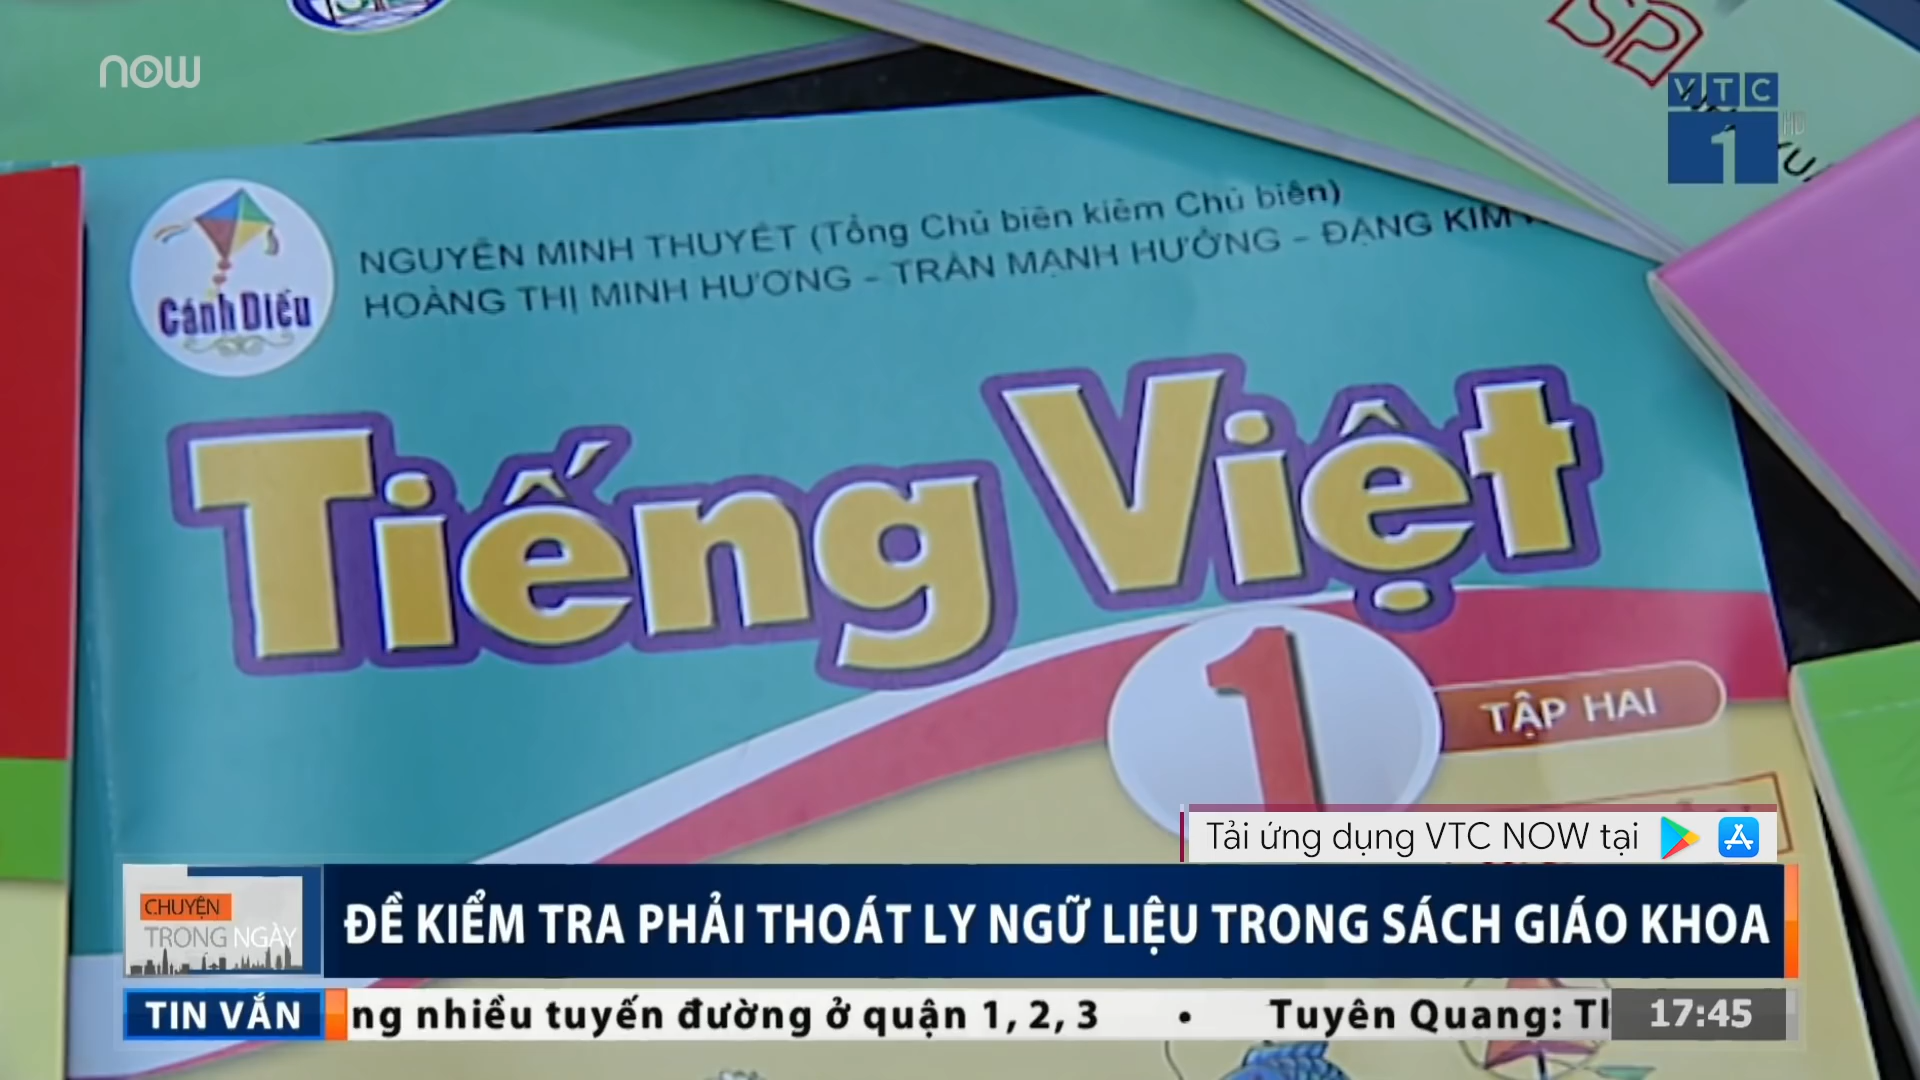 now
SP
VTC
1
HD
NGUYỄN MINH THUYẾT (Tổng Chủ biên kiêm Chủ biên)
HOÀNG THỊ MINH HƯƠNG - TRẦN MẠNH HƯỞNG - ĐẶNG KIM
Cánh Diều
Tiếng Việt
1
TẬP HAI
Tải ứng dụng VTC NOW tại
CHUYỆN
TRONG NGÀY
ĐỀ KIỂM TRA PHẢI THOÁT LY NGỮ LIỆU TRONG SÁCH GIÁO KHOA
TIN VẮN
ng nhiều tuyến đường ở quận 1, 2, 3 • Tuyên Quang: Th
17:45